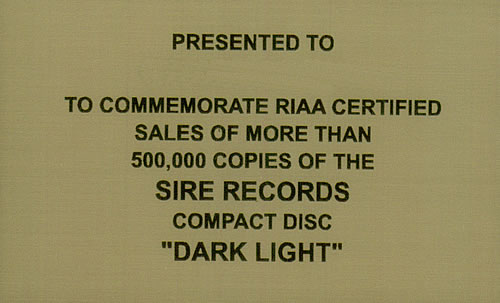 PRESENTED TO
TO COMMEMORATE RIAA CERTIFIED
SALES OF MORE THAN
500,000 COPIES OF THE
SIRE RECORDS
COMPACT DISC
"DARK LIGHT"